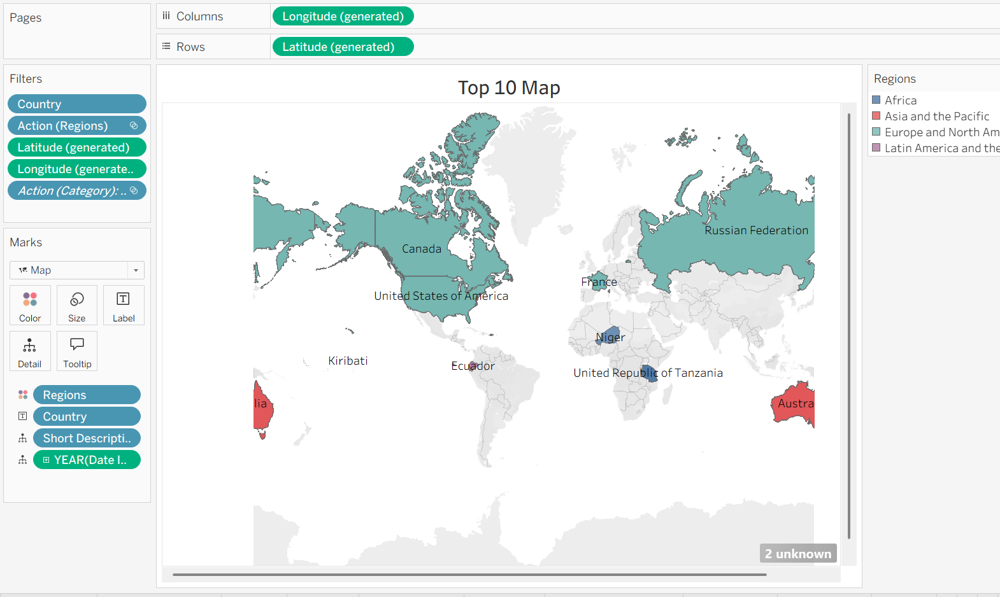 Pages
Columns
Longitude (generated)
Rows
Latitude (generated)
Filters
Country
Action (Regions)
Latitude (generated)
Longitude (generate..
Action (Category): ..
Marks
Map
Color
Size
Label
Detail
Tooltip
Regions
Country
Short Descripti..
YEAR(Date I..
Top 10 Map
Russian Federation
Canada
France
United States of America
Niger
Kiribati
Ecuador
United Republic of Tanzania
lia
Austra
2 unknown
Regions
Africa
Asia and the Pacific
Europe and North Am
Latin America and the